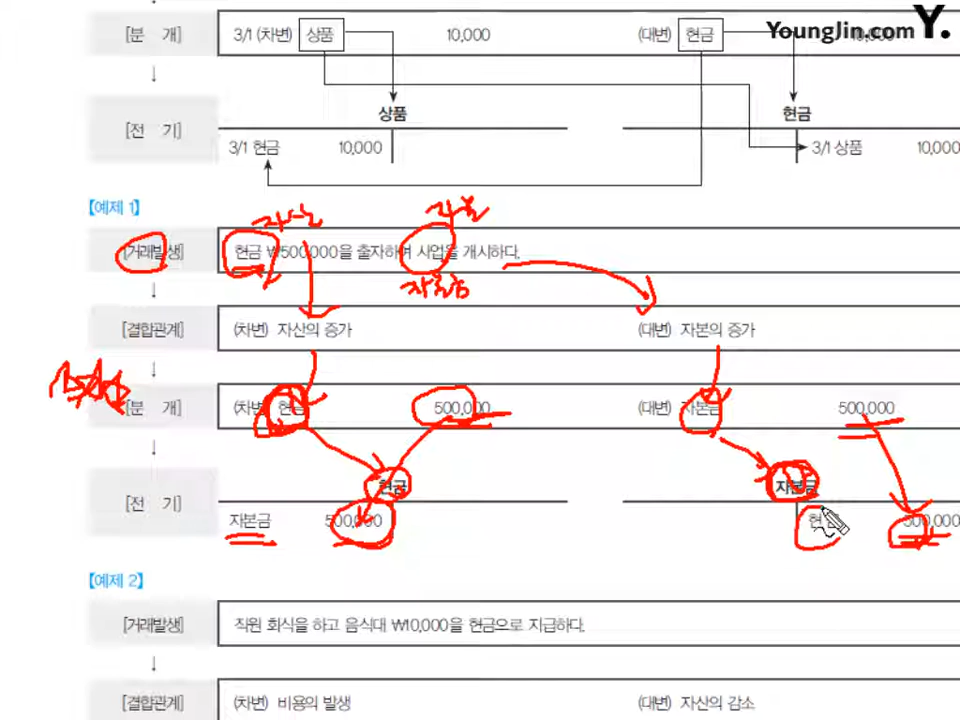 YoungJin.com Y.
[분 개] 3/1 (차변) 상품 10,000 (대변) 현금 10,000
↓
상품 현금
[전 기]
3/1 현금 10,000 3/1 상품 10,000
【예제 1】
자산 자본
[거래발생] 현금 ₩500,000을 출자하여 사업을 개시하다.
자본금
↓
[결합관계] (차변) 자산의 증가 (대변) 자본의 증가
↓
[분 개] (차변) 현금 500,000 (대변) 자본금 500,000
↓
현금 자본금
[전 기]
자본금 500,000 현금 500,000
【예제 2】
[거래발생] 직원 회식을 하고 음식대 ₩10,000을 현금으로 지급하다.
↓
[결합관계] (차변) 비용의 발생 (대변) 자산의 감소